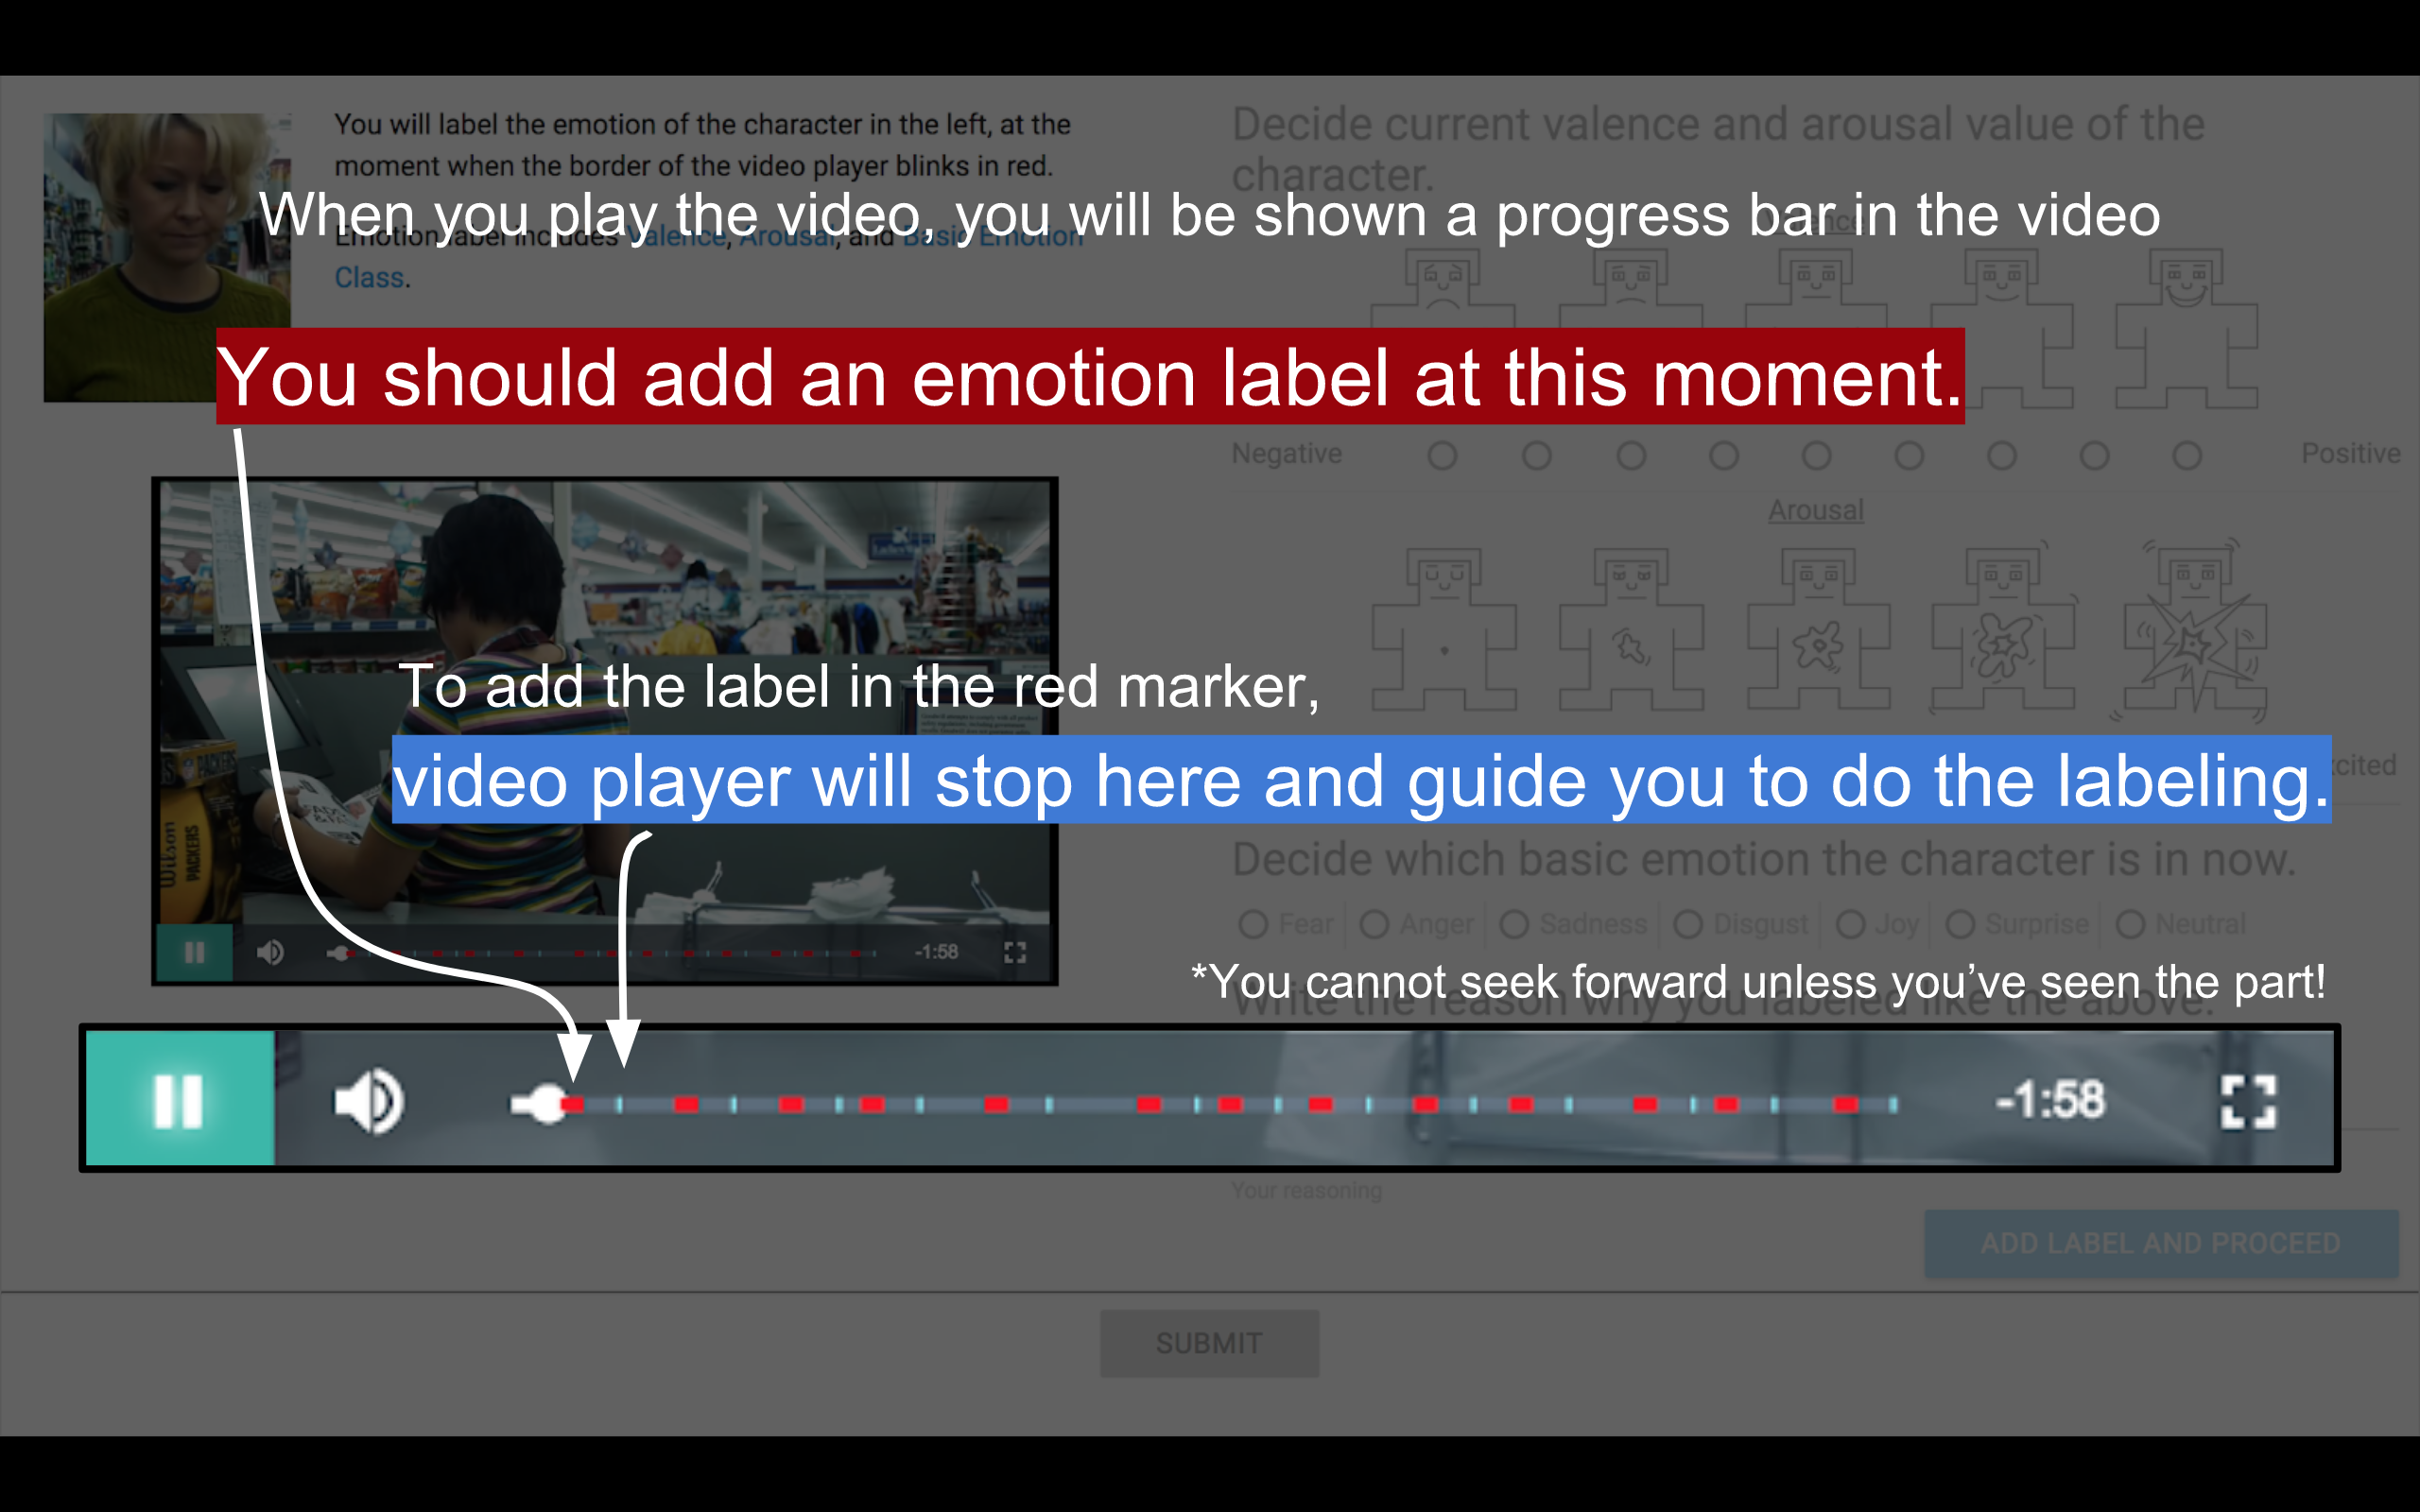 You will label the emotion of the character in the left, at the
moment when the border of the video player blinks in red.
Emotion label includes Valence, Arousal, and Basic Emotion
Class.
When you play the video, you will be shown a progress bar in the video
You should add an emotion label at this moment.
To add the label in the red marker,
video player will stop here and guide you to do the labeling.
Wilson
PACKERS
PACKERS
-1:58
Decide current valence and arousal value of the
character.
Valence
Negative
Positive
Arousal
Decide which basic emotion the character is in now.
Fear
Anger
Sadness
Disgust
Joy
Surprise
Neutral
*You cannot seek forward unless you’ve seen the part!
Write the reason why you labeled like the above.
-1:58
Your reasoning
ADD LABEL AND PROCEED
SUBMIT